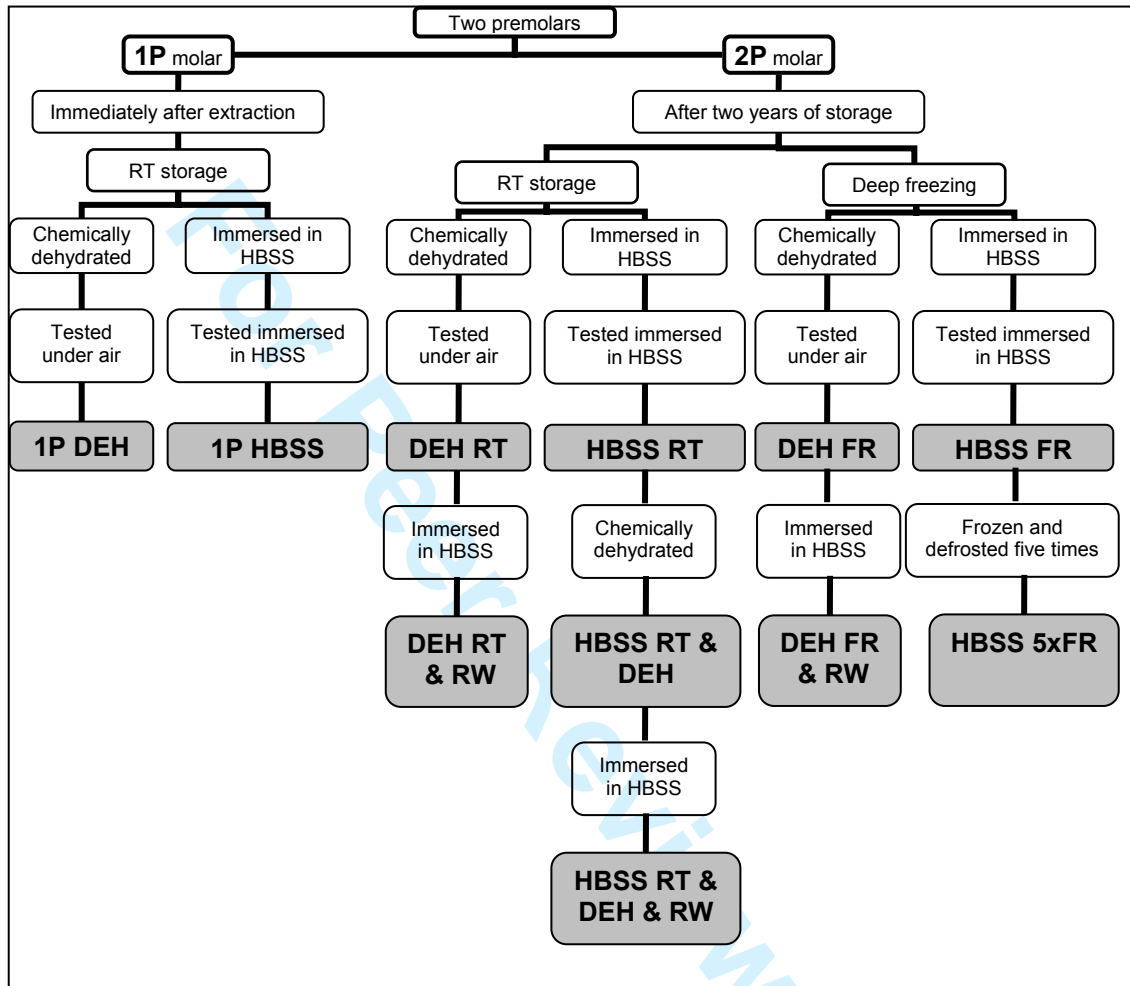 Two premolars
1P molar
2P molar
Immediately after extraction
After two years of storage
RT storage
RT storage
Deep freezing
Chemically
dehydrated
Immersed in
HBSS
Chemically
dehydrated
Immersed in
HBSS
Chemically
dehydrated
Immersed in
HBSS
Tested
under air
Tested immersed
in HBSS
Tested
under air
Tested immersed
in HBSS
Tested
under air
Tested immersed
in HBSS
1P DEH
1P HBSS
DEH RT
HBSS RT
DEH FR
HBSS FR
Immersed
in HBSS
Chemically
dehydrated
Immersed
in HBSS
Frozen and
defrosted five times
DEH RT
& RW
HBSS RT &
DEH
DEH FR
& RW
HBSS 5xFR
Immersed
in HBSS
HBSS RT &
DEH & RW
For Peer Review